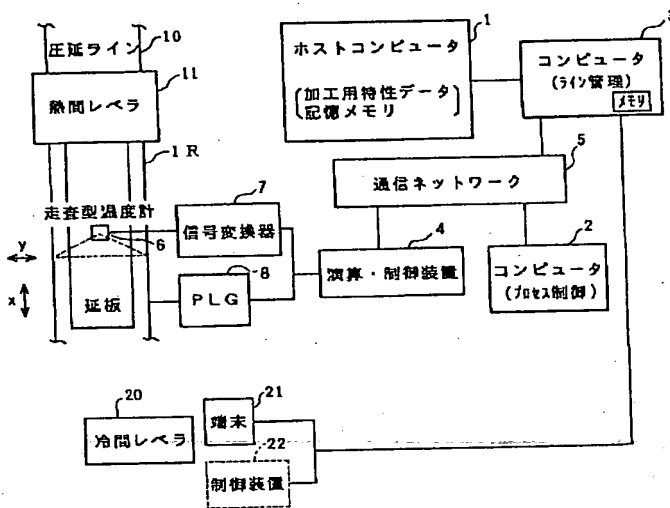 圧延ライン
10
11
熱間レベラ
1R
走査型温度計
6
y
x
延板
7
信号変換器
8
PLG
1
ホストコンピュータ
加工用特性データ
記憶メモリ
コンピュータ
(ライン管理)
メモリ
5
通信ネットワーク
4
演算・制御装置
2
コンピュータ
(プロセス制御)
20
冷間レベラ
21
端末
22
制御装置